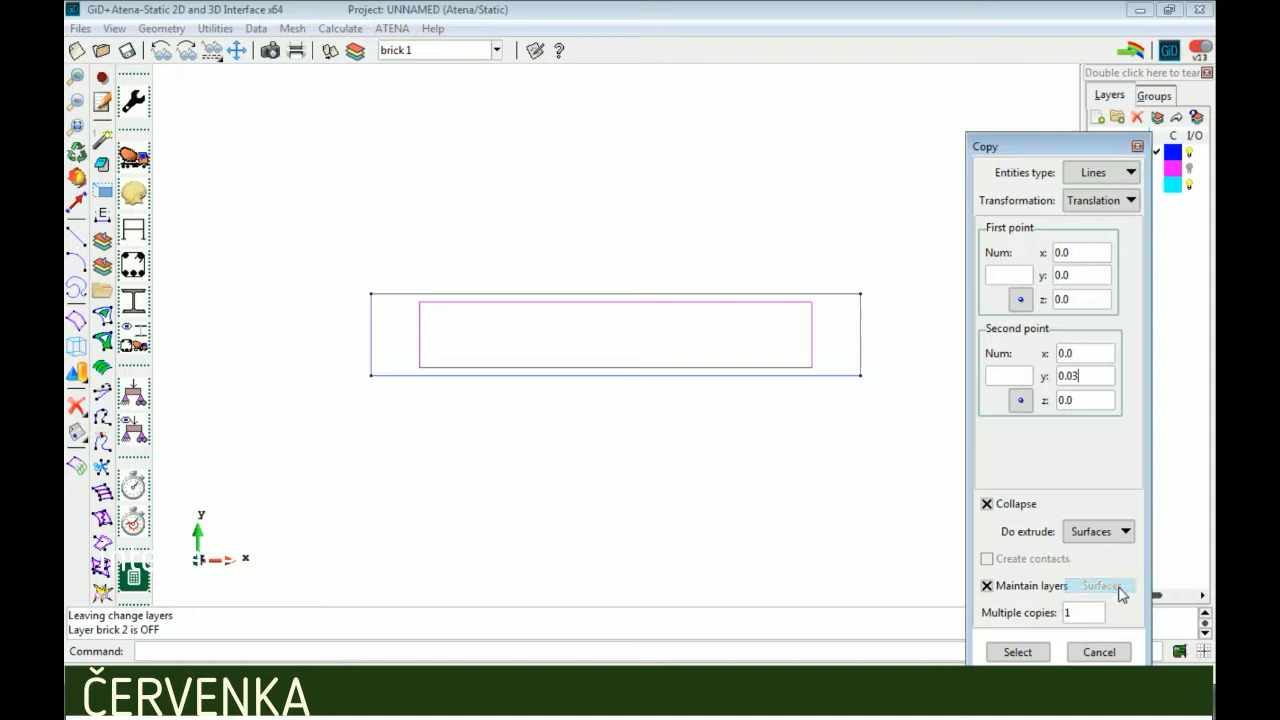 GiD+Atena-Static 2D and 3D Interface x64
Project: UNNAMED (Atena/Static)
Files View Geometry Utilities Data Mesh Calculate ATENA Help
brick 1
GiD
v13
Double click here to tear
Layers Groups
C I/O
Copy
Entities type: Lines
Transformation: Translation
First point
Num: x: 0.0
y: 0.0
z: 0.0
Second point
Num: x: 0.0
y: 0.03
z: 0.0
Collapse
Do extrude: Surfaces
Create contacts
Maintain layers Surfaces
Multiple copies: 1
Select Cancel
y
x
Leaving change layers
Layer brick 2 is OFF
Command:
ČERVENKA